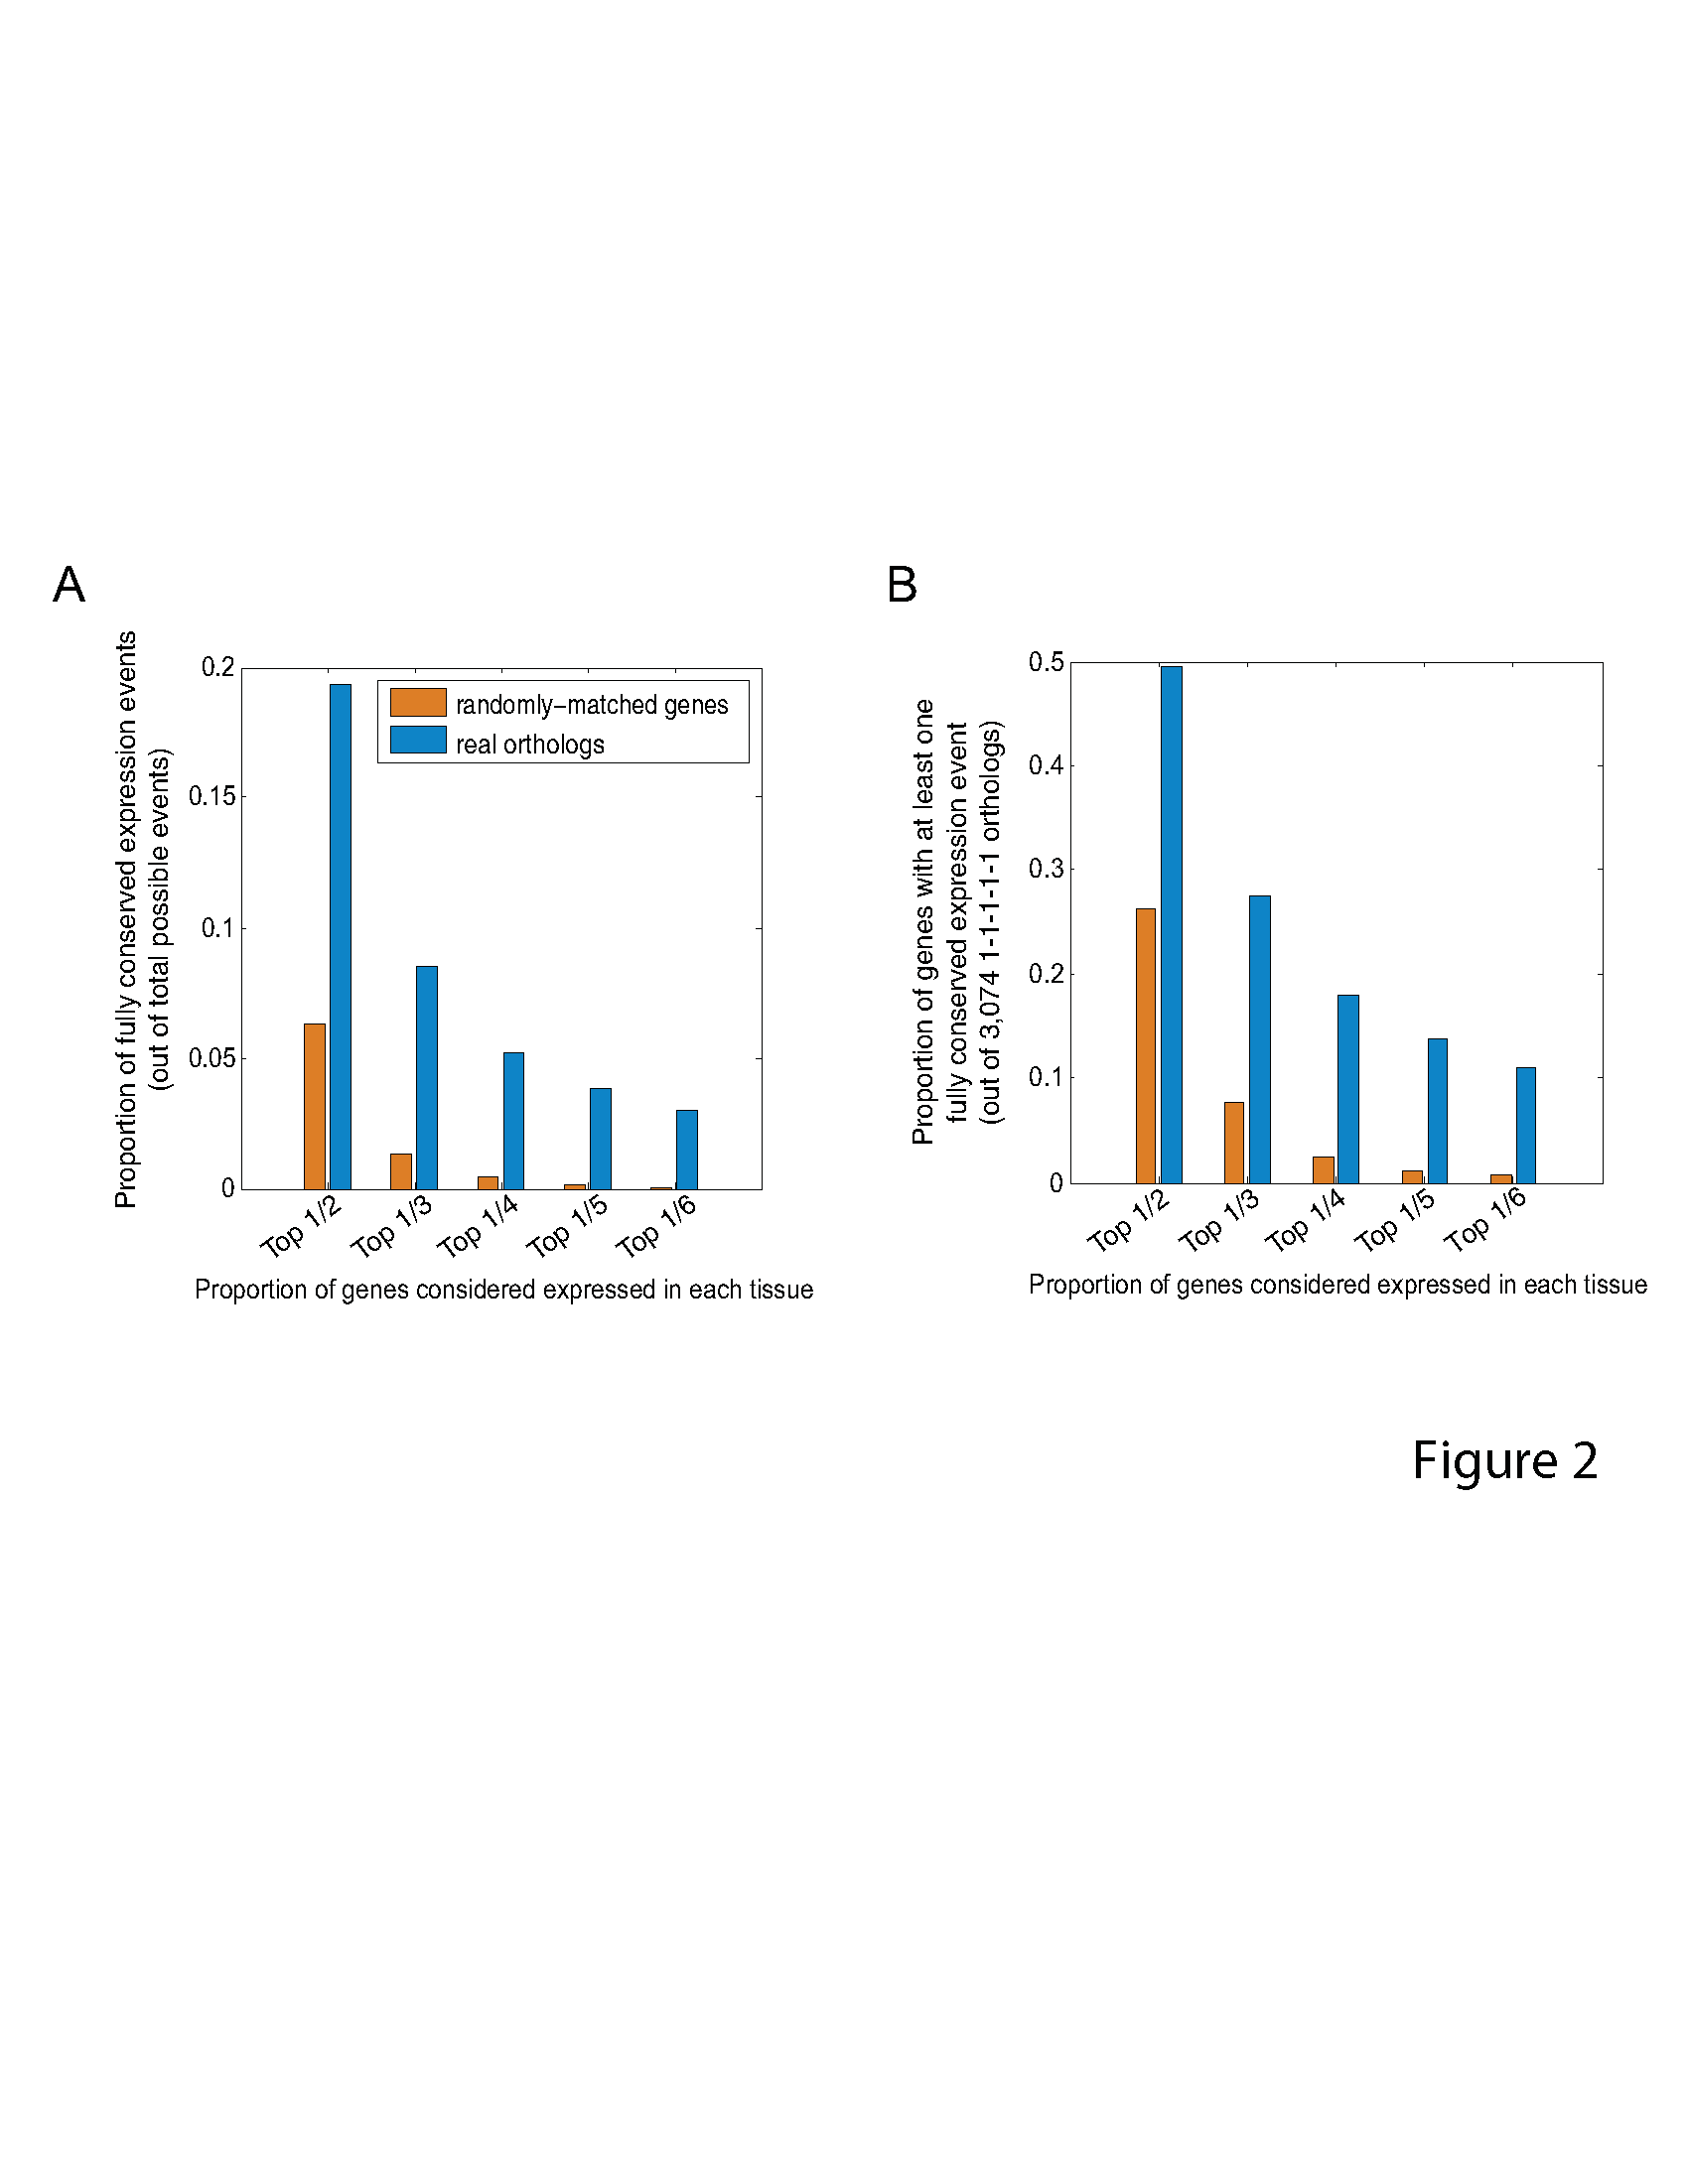 A
Proportion of fully conserved expression events
(out of total possible events)
0.2
0.15
0.1
0.05
0
randomly-matched genes
real orthologs
Top 1/2
Top 1/3
Top 1/4
Top 1/5
Top 1/6
Proportion of genes considered expressed in each tissue
B
Proportion of genes with at least one
fully conserved expression event
(out of 3,074 1-1-1-1-1 orthologs)
0.5
0.4
0.3
0.2
0.1
0
Top 1/2
Top 1/3
Top 1/4
Top 1/5
Top 1/6
Proportion of genes considered expressed in each tissue
Figure 2